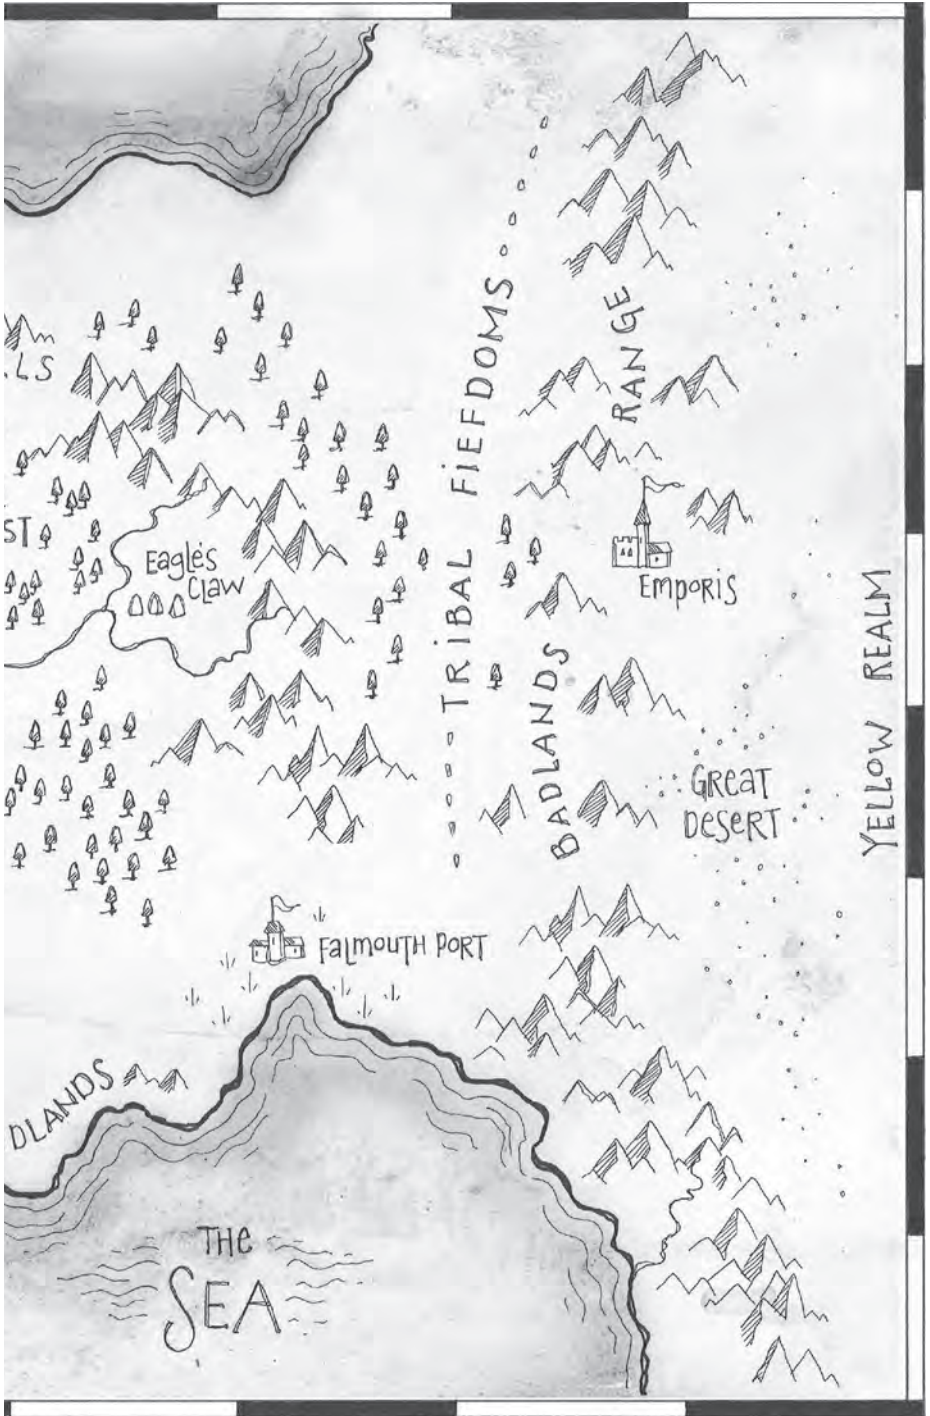 LS
ST
Eagle's
Claw
TRIBAL FIEFDOMS
RANGE
BADLANDS
EMPORIS
GREAT
DESERT
YELLOW REALM
FALMOUTH PORT
DLANDS
THE
SEA